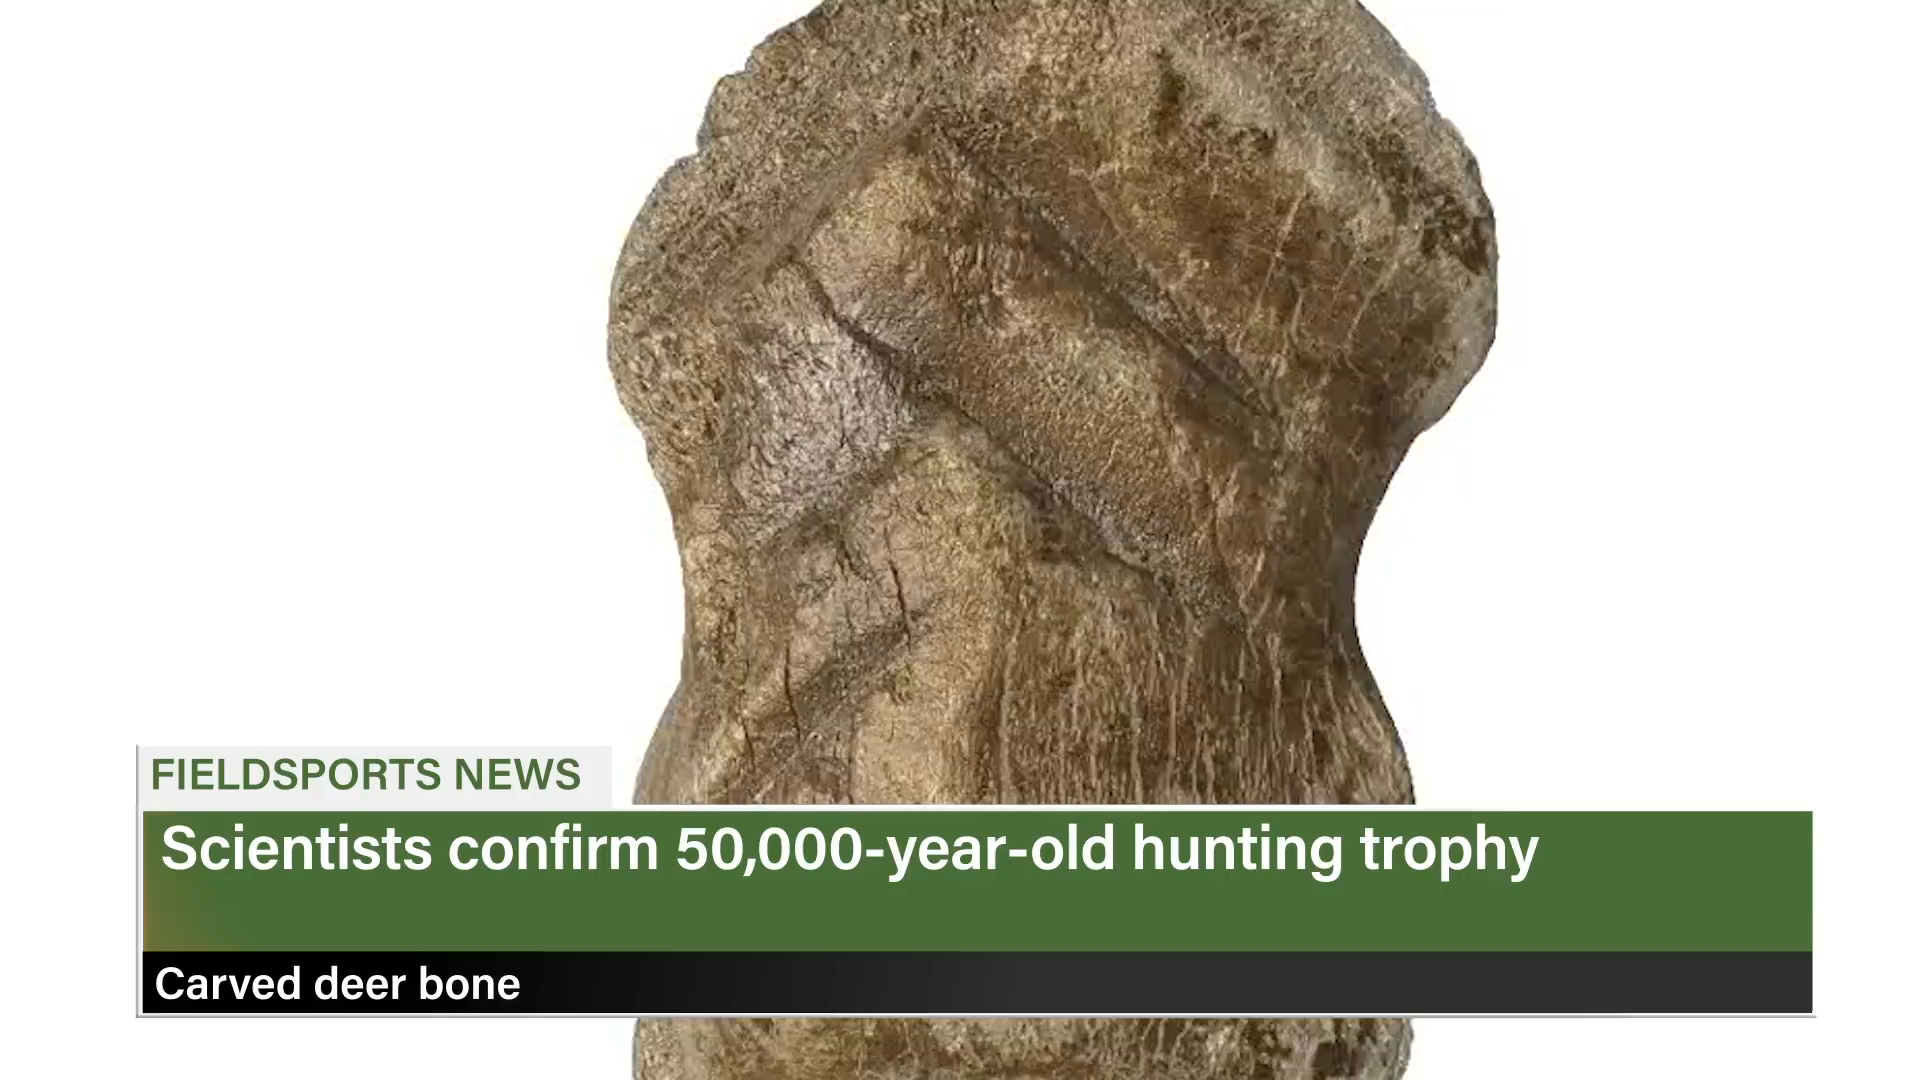 FIELDSPORTS NEWS
Scientists confirm 50,000-year-old hunting trophy
Carved deer bone